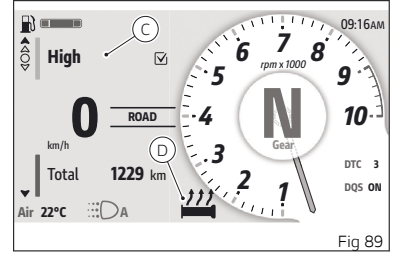 C
09:16AM
High
rpm x 1000
1
2
3
4
5
6
7
8
9
10
0
km/h
ROAD
N
Gear
D
Total 1229 km
DTC 3
DQS ON
Air 22°C
A
Fig 89